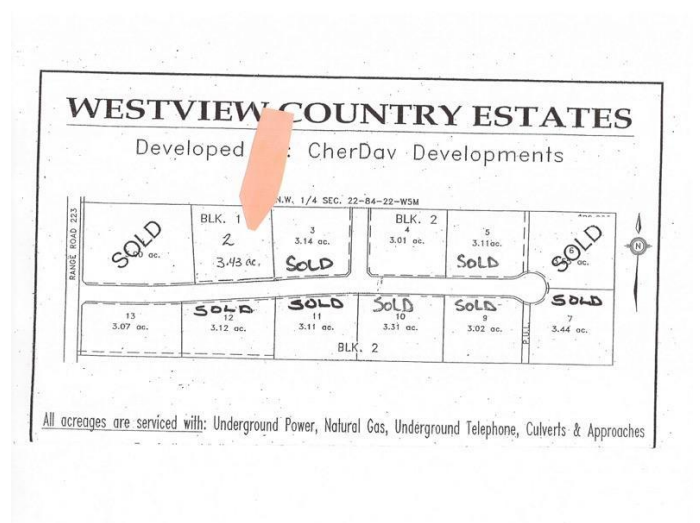 WESTVIEW COUNTRY ESTATES
Developed : CherDav Developments
N.W. 1/4 SEC. 22-84-22-W5M
RANGE ROAD 223
BLK. 1
BLK. 2
SOLD
ac.
2
3.43 ac.
3
3.14 ac.
SOLD
4
3.01 ac.
5
3.11ac.
SOLD
6
SOLD
ac.
N
13
3.07 ac.
SOLD
12
3.12 ac.
SOLD
11
3.11 ac.
SOLD
10
3.31 ac.
SOLD
9
3.02 ac.
P.U.L.
SOLD
7
3.44 ac.
BLK. 2
All acreages are serviced with: Underground Power, Natural Gas, Underground Telephone, Culverts & Approaches